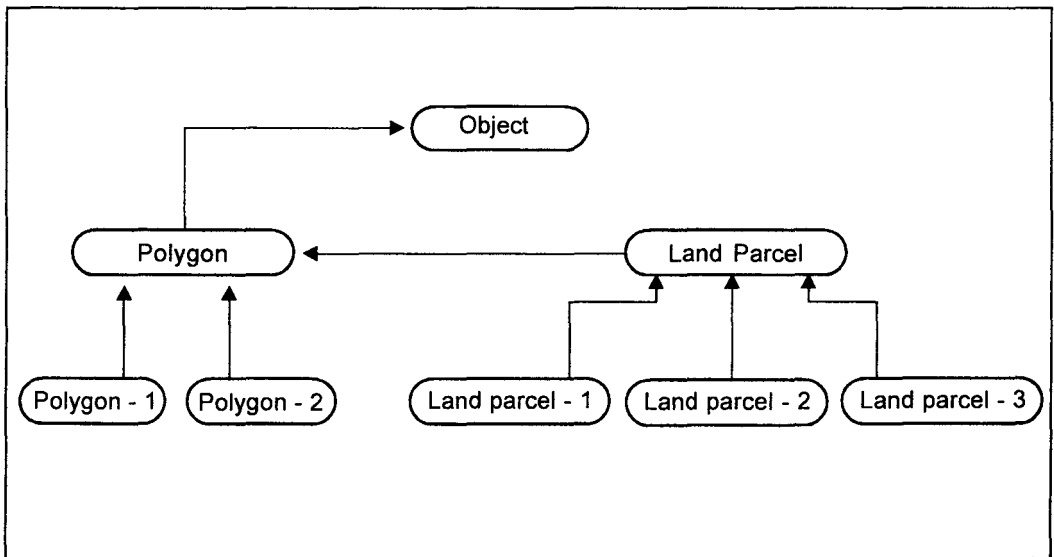 Object
Polygon
Land Parcel
Polygon - 1
Polygon - 2
Land parcel - 1
Land parcel - 2
Land parcel - 3